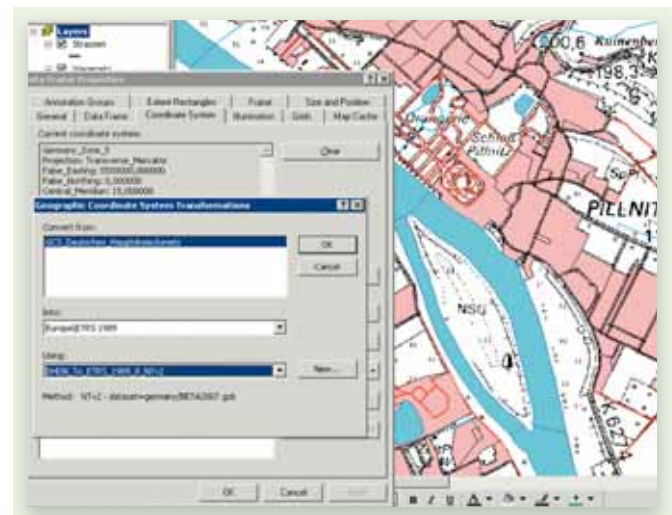 Layers
Strassen
Data Frame Properties
Annotation Groups
Extent Rectangles
Frame
Size and Position
General
Data Frame
Coordinate System
Illumination
Grids
Map Cache
Current coordinate system:
Germany_Zone_5
Projection: Transverse_Mercator
False_Easting: 5500000,000000
False_Northing: 0,000000
Central_Meridian: 15,000000
Clear
Geographic Coordinate System Transformations
Convert from:
GCS_Deutsches_Hauptdreiecksnetz
OK
Cancel
Into:
Europe\ETRS 1989
Using:
DHDN_To_ETRS_1989_8_NTv2
New...
Method: NTv2 - dataset=germany/BETA2007.gsb
OK
Cancel
200,6
198,3
Orangerie
Schloß
Pillnitz
PILLNIT
NSG
K 627
B I U A